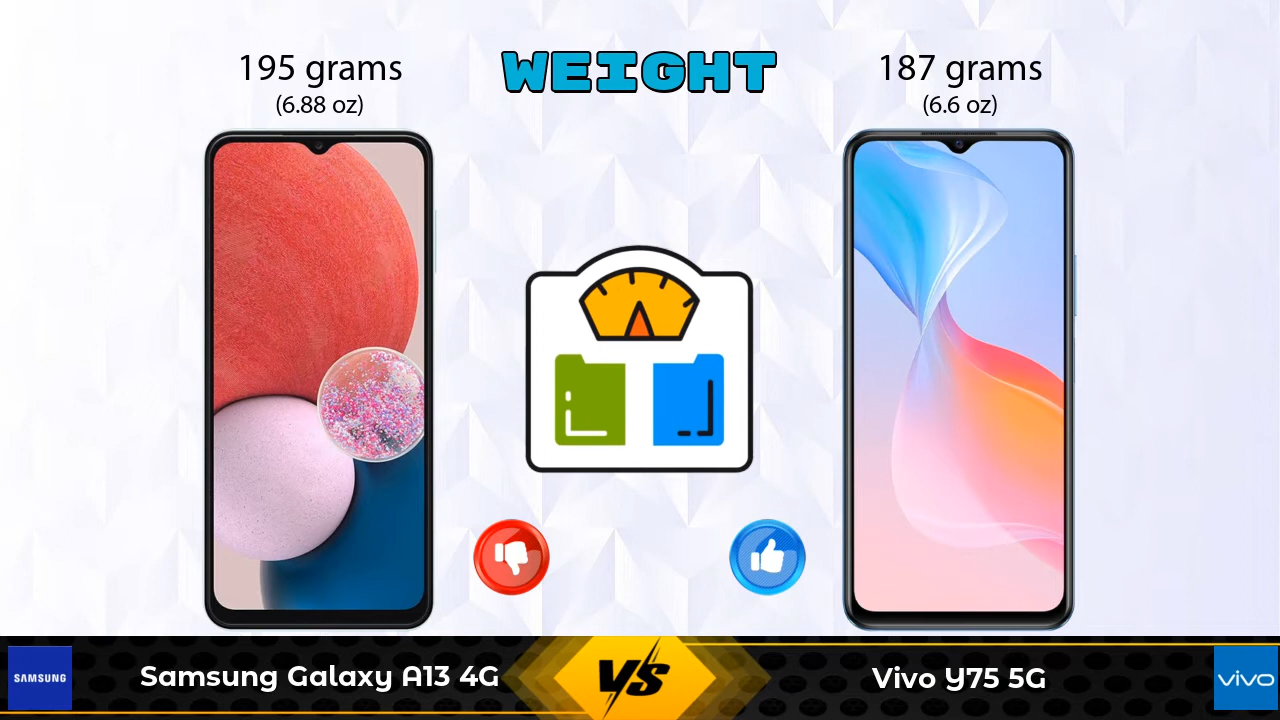 WEIGHT
195 grams
(6.88 oz)
187 grams
(6.6 oz)
SAMSUNG
Samsung Galaxy A13 4G
VS
Vivo Y75 5G
vivo